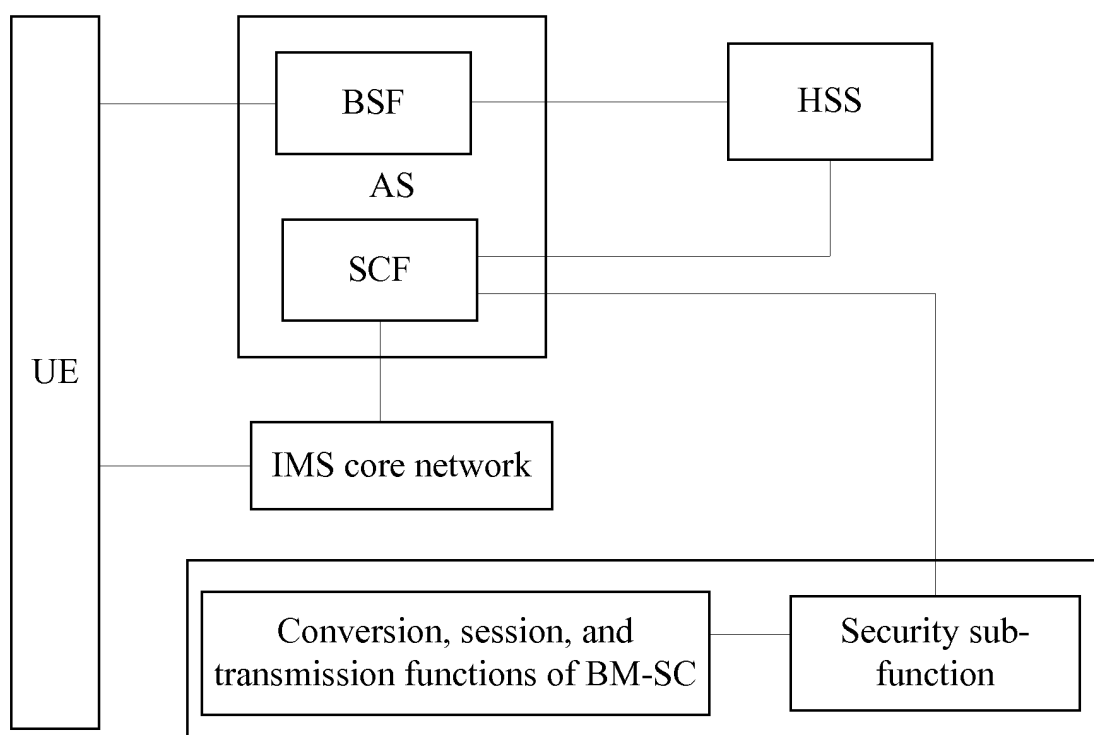 BSF
HSS
AS
SCF
UE
IMS core network
Conversion, session, and
transmission functions of BM-SC
Security sub-
function